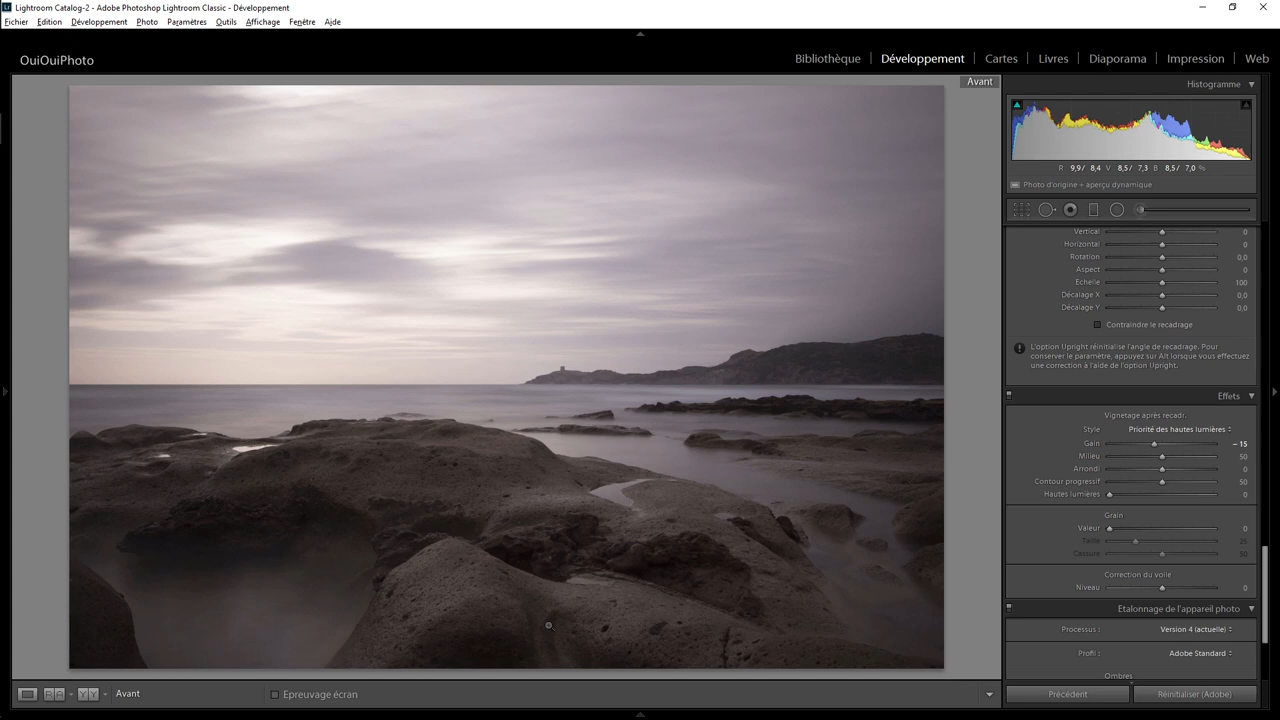 Lightroom Catalog-2 - Adobe Photoshop Lightroom Classic - Développement
Fichier Edition Développement Photo Paramètres Outils Affichage Fenêtre Aide
OuiOuiPhoto
Bibliothèque Développement Cartes Livres Diaporama Impression Web
Avant
Histogramme
R 9,9/ 8,4 V 8,5/ 7,3 B 8,5/ 7,0 %
Photo d'origine + aperçu dynamique
Vertical 0
Horizontal 0
Rotation 0,0
Aspect 0
Echelle 100
Décalage X 0,0
Décalage Y 0,0
Contraindre le recadrage
L'option Upright réinitialise l'angle de recadrage. Pour
conserver le paramètre, appuyez sur Alt lorsque vous effectuez
une correction à l'aide de l'option Upright.
Effets
Vignetage après recadr.
Style Priorité des hautes lumières
Gain – 15
Milieu 50
Arrondi 0
Contour progressif 50
Hautes lumières 0
Grain
Valeur 0
Taille 25
Cassure 50
Correction du voile
Niveau 0
Etalonnage de l'appareil photo
Processus : Version 4 (actuelle)
Profil : Adobe Standard
Ombres
Avant Epreuvage écran
Précédent Réinitialiser (Adobe)